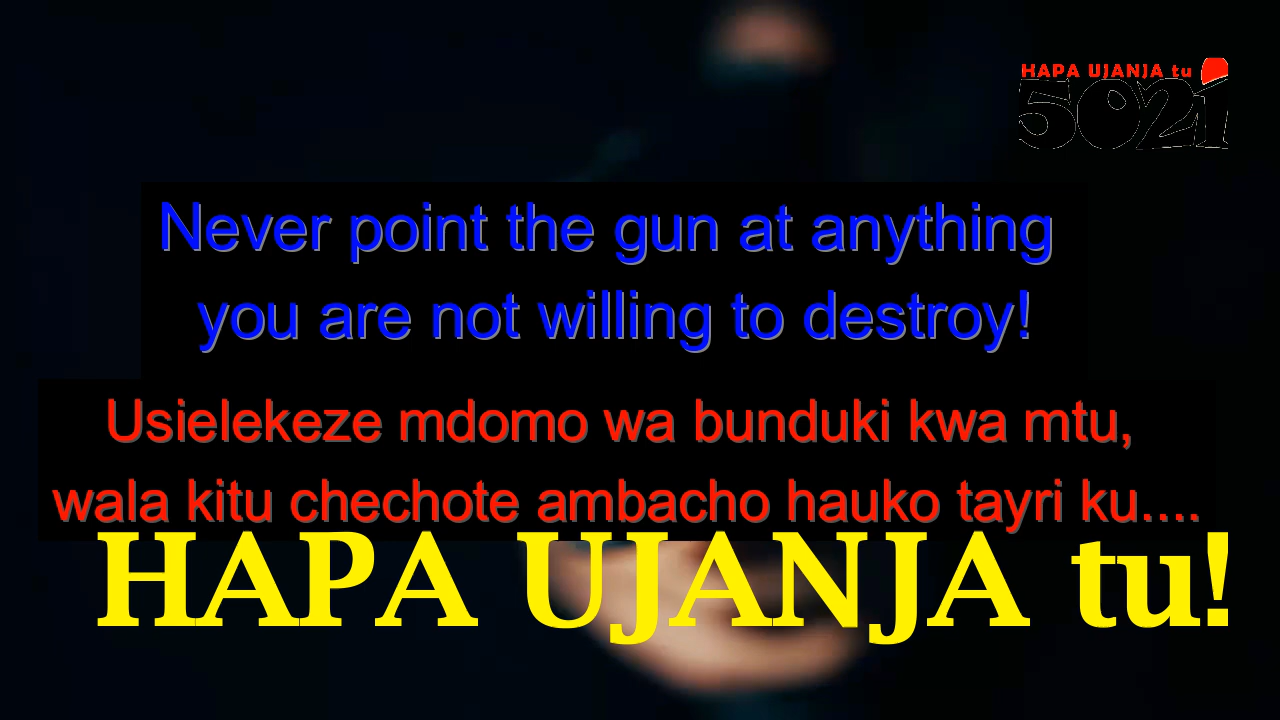 HAPA UJANJA tu
5021
Never point the gun at anything
you are not willing to destroy!
Usielekeze mdomo wa bunduki kwa mtu,
wala kitu chechote ambacho hauko tayri ku....
HAPA UJANJA tu!